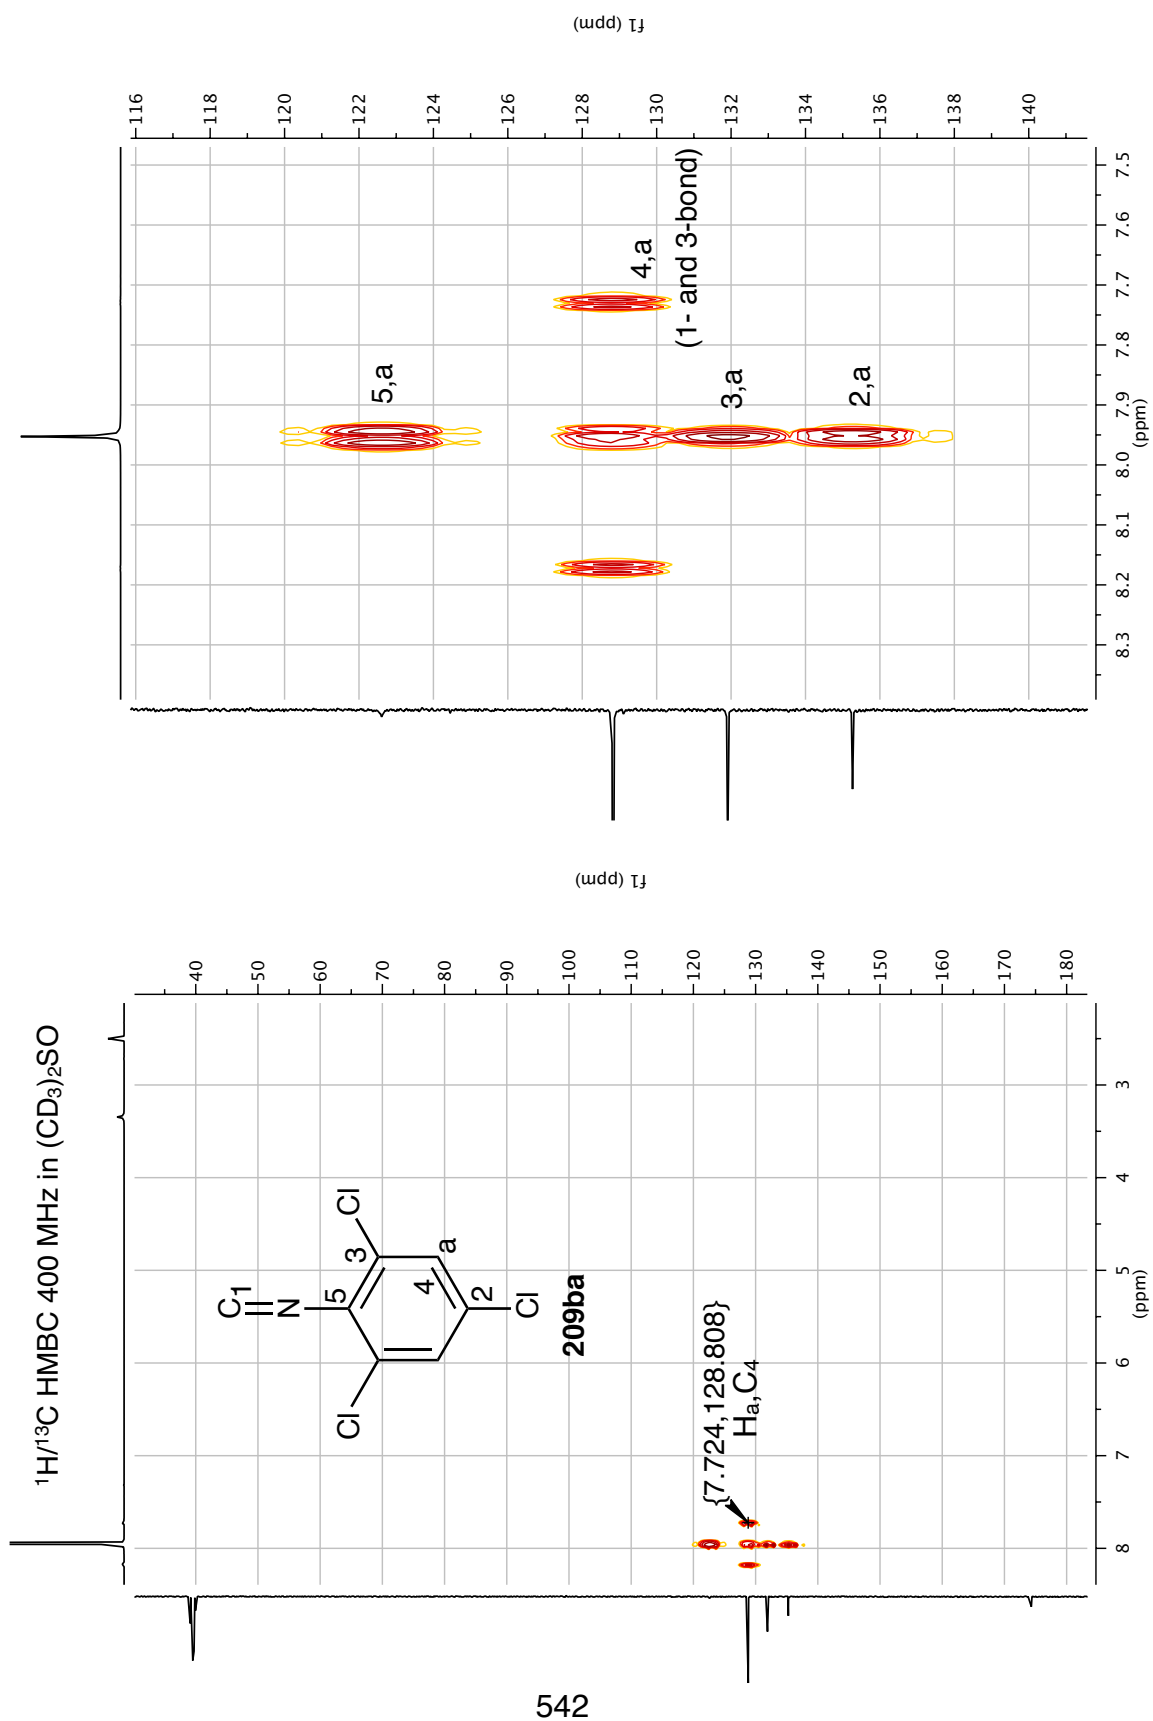 f1 (ppm)
116
118
120
122
124
126
128
130
132
134
136
138
140
7.5
7.6
7.7
7.8
7.9
8.0
8.1
8.2
8.3
(ppm)
5,a
4,a
(1- and 3-bond)
3,a
2,a
¹H/¹³C HMBC 400 MHz in (CD₃)₂SO
f1 (ppm)
40
50
60
70
80
90
100
110
120
130
140
150
160
170
180
3
4
5
6
7
8
(ppm)
C1
N
5
3
Cl
Cl
a
4
2
Cl
209ba
{7.724,128.808}
Hₐ,C₄
542